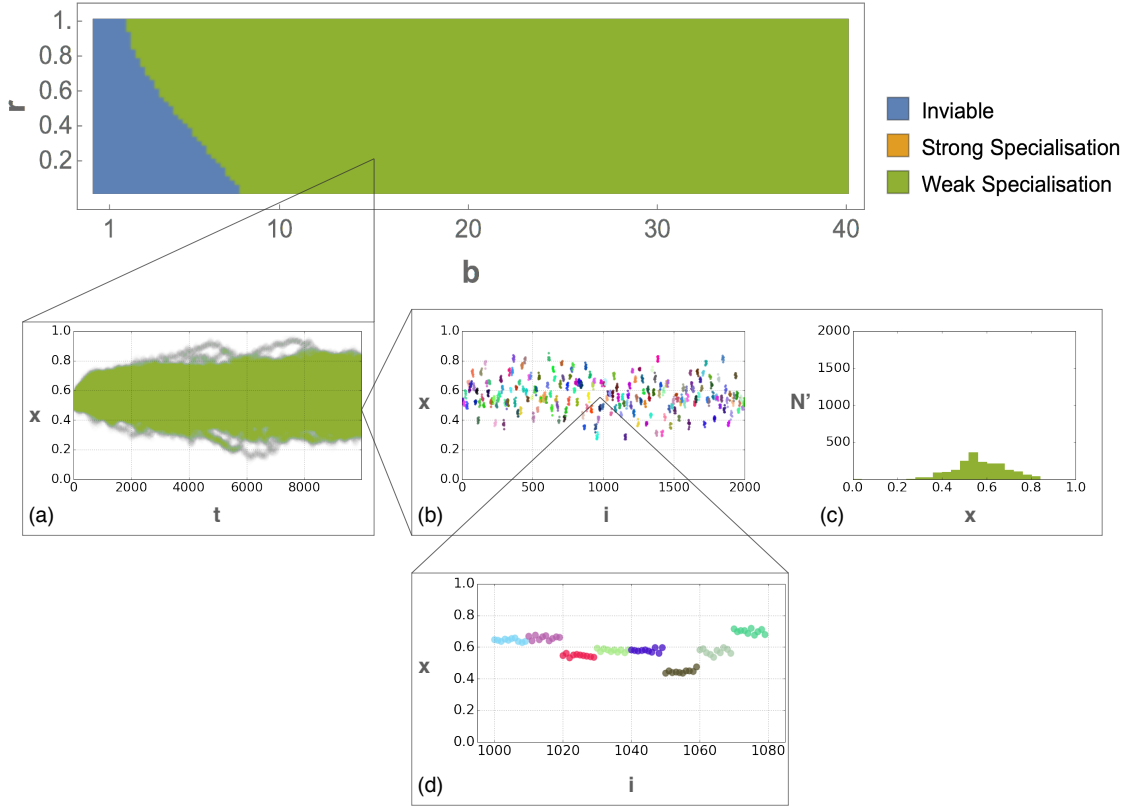 1.
0.8
0.6
0.4
0.2
r
1 10 20 30 40
b
Inviable
Strong Specialisation
Weak Specialisation
1.0
0.8
0.6
0.4
0.2
0.0
x
0 2000 4000 6000 8000
(a) t
1.0
0.8
0.6
0.4
0.2
0.0
x
0 500 1000 1500 2000
(b) i
2000
1500
1000
500
N’
0.0 0.2 0.4 0.6 0.8 1.0
(c) x
1.0
0.8
0.6
0.4
0.2
0.0
x
1000 1020 1040 1060 1080
(d) i